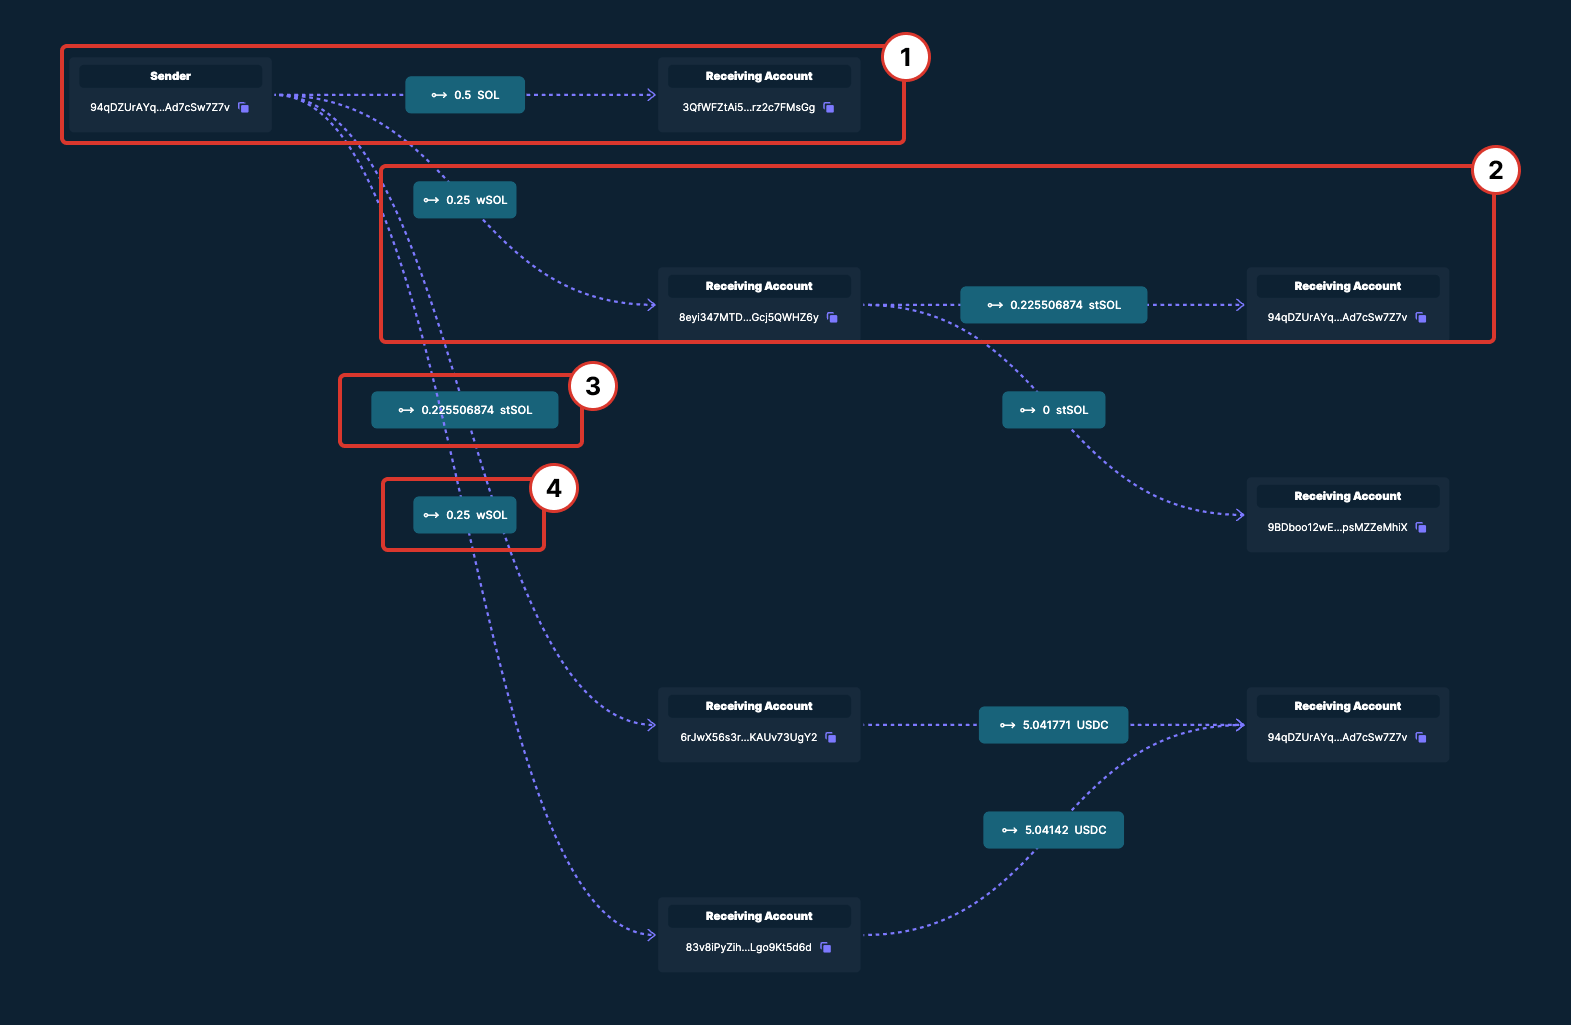 1
Sender
94qDZUrAYq...Ad7cSw7Z7v
0.5 SOL
Receiving Account
3QfWFZtAi5...rz2c7FMsGg
2
0.25 wSOL
Receiving Account
8eyi347MTD...Gcj5QWHZ6y
0.225506874 stSOL
Receiving Account
94qDZUrAYq...Ad7cSw7Z7v
3
0.225506874 stSOL
0 stSOL
4
0.25 wSOL
Receiving Account
9BDboo12wE...psMZZeMhiX
Receiving Account
6rJwX56s3r...KAUv73UgY2
5.041771 USDC
Receiving Account
94qDZUrAYq...Ad7cSw7Z7v
5.04142 USDC
Receiving Account
83v8iPyZih...Lgo9Kt5d6d